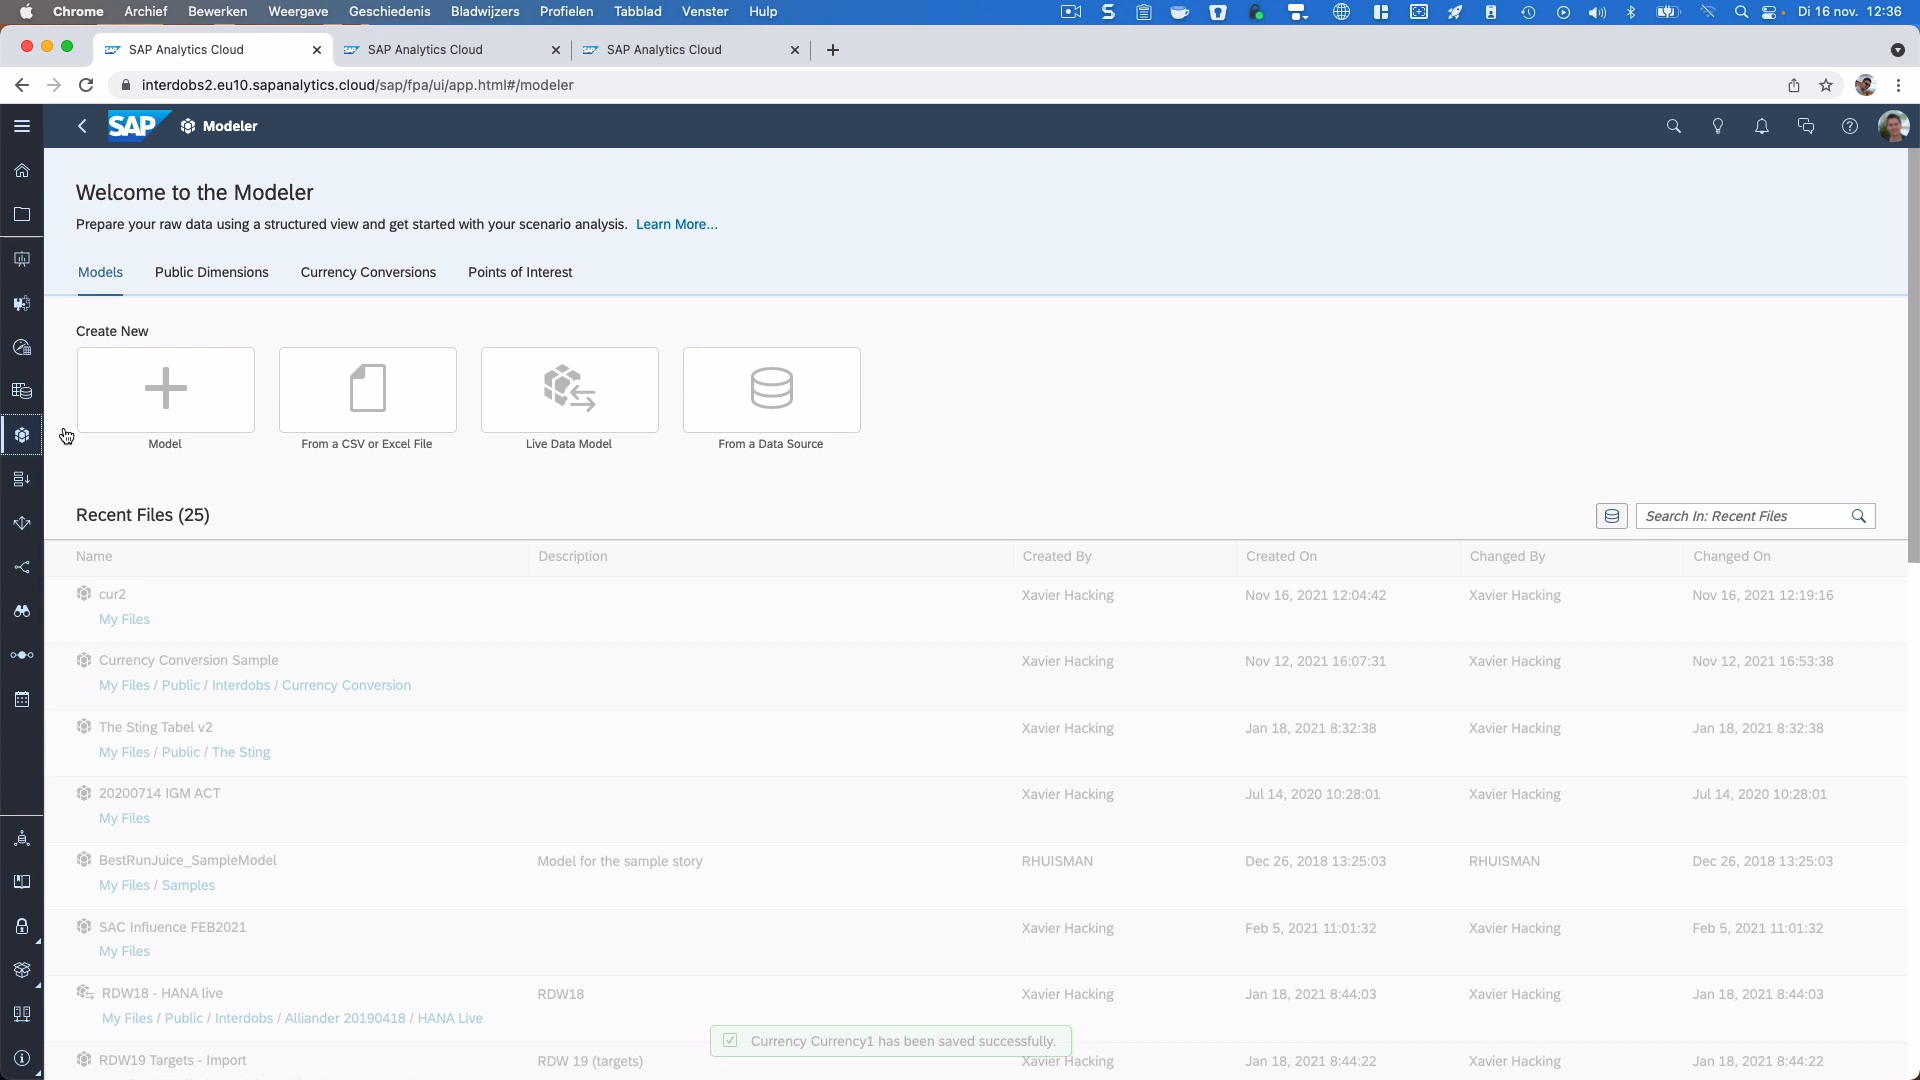 Chrome Archief Bewerken Weergave Geschiedenis Bladwijzers Profielen Tabblad Venster Hulp Di 16 nov. 12:36
SAP Analytics Cloud SAP Analytics Cloud SAP Analytics Cloud
interdobs2.eu10.sapanalytics.cloud/sap/fpa/ui/app.html#/modeler
SAP Modeler
Welcome to the Modeler
Prepare your raw data using a structured view and get started with your scenario analysis. Learn More...
Models Public Dimensions Currency Conversions Points of Interest
Create New
Model From a CSV or Excel File Live Data Model From a Data Source
Recent Files (25) Search In: Recent Files
Name Description Created By Created On Changed By Changed On
cur2 Xavier Hacking Nov 16, 2021 12:04:42 Xavier Hacking Nov 16, 2021 12:19:16
My Files
Currency Conversion Sample Xavier Hacking Nov 12, 2021 16:07:31 Xavier Hacking Nov 12, 2021 16:53:38
My Files / Public / Interdobs / Currency Conversion
The Sting Tabel v2 Xavier Hacking Jan 18, 2021 8:32:38 Xavier Hacking Jan 18, 2021 8:32:38
My Files / Public / The Sting
20200714 IGM ACT Xavier Hacking Jul 14, 2020 10:28:01 Xavier Hacking Jul 14, 2020 10:28:01
My Files
BestRunJuice_SampleModel Model for the sample story RHUISMAN Dec 26, 2018 13:25:03 RHUISMAN Dec 26, 2018 13:25:03
My Files / Samples
SAC Influence FEB2021 Xavier Hacking Feb 5, 2021 11:01:32 Xavier Hacking Feb 5, 2021 11:01:32
My Files
RDW18 - HANA live RDW18 Xavier Hacking Jan 18, 2021 8:44:03 Xavier Hacking Jan 18, 2021 8:44:03
My Files / Public / Interdobs / Alliander 20190418 / HANA Live
Currency Currency1 has been saved successfully.
RDW19 Targets - Import RDW 19 (targets) Xavier Hacking Jan 18, 2021 8:44:22 Xavier Hacking Jan 18, 2021 8:44:22